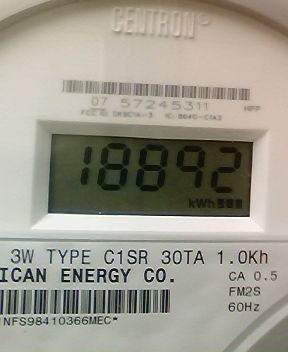 CENTRON®
07 57245311
18892
kWh
3W TYPE C1SR 30TA 1.0Kh
ICAN ENERGY CO.
CA 0.5
FM2S
60Hz
NFS98410366MEC*